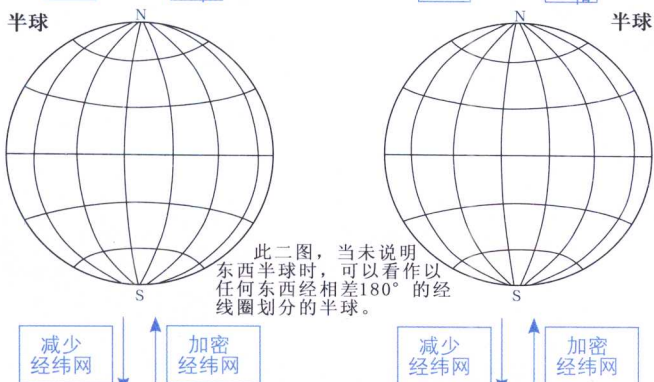 半球
N
N
半球
此二图，当未说明
东西半球时，可以看作以
任何东西经相差180°的经
线圈划分的半球。
S
S
减少
经纬网
加密
经纬网
减少
经纬网
加密
经纬网